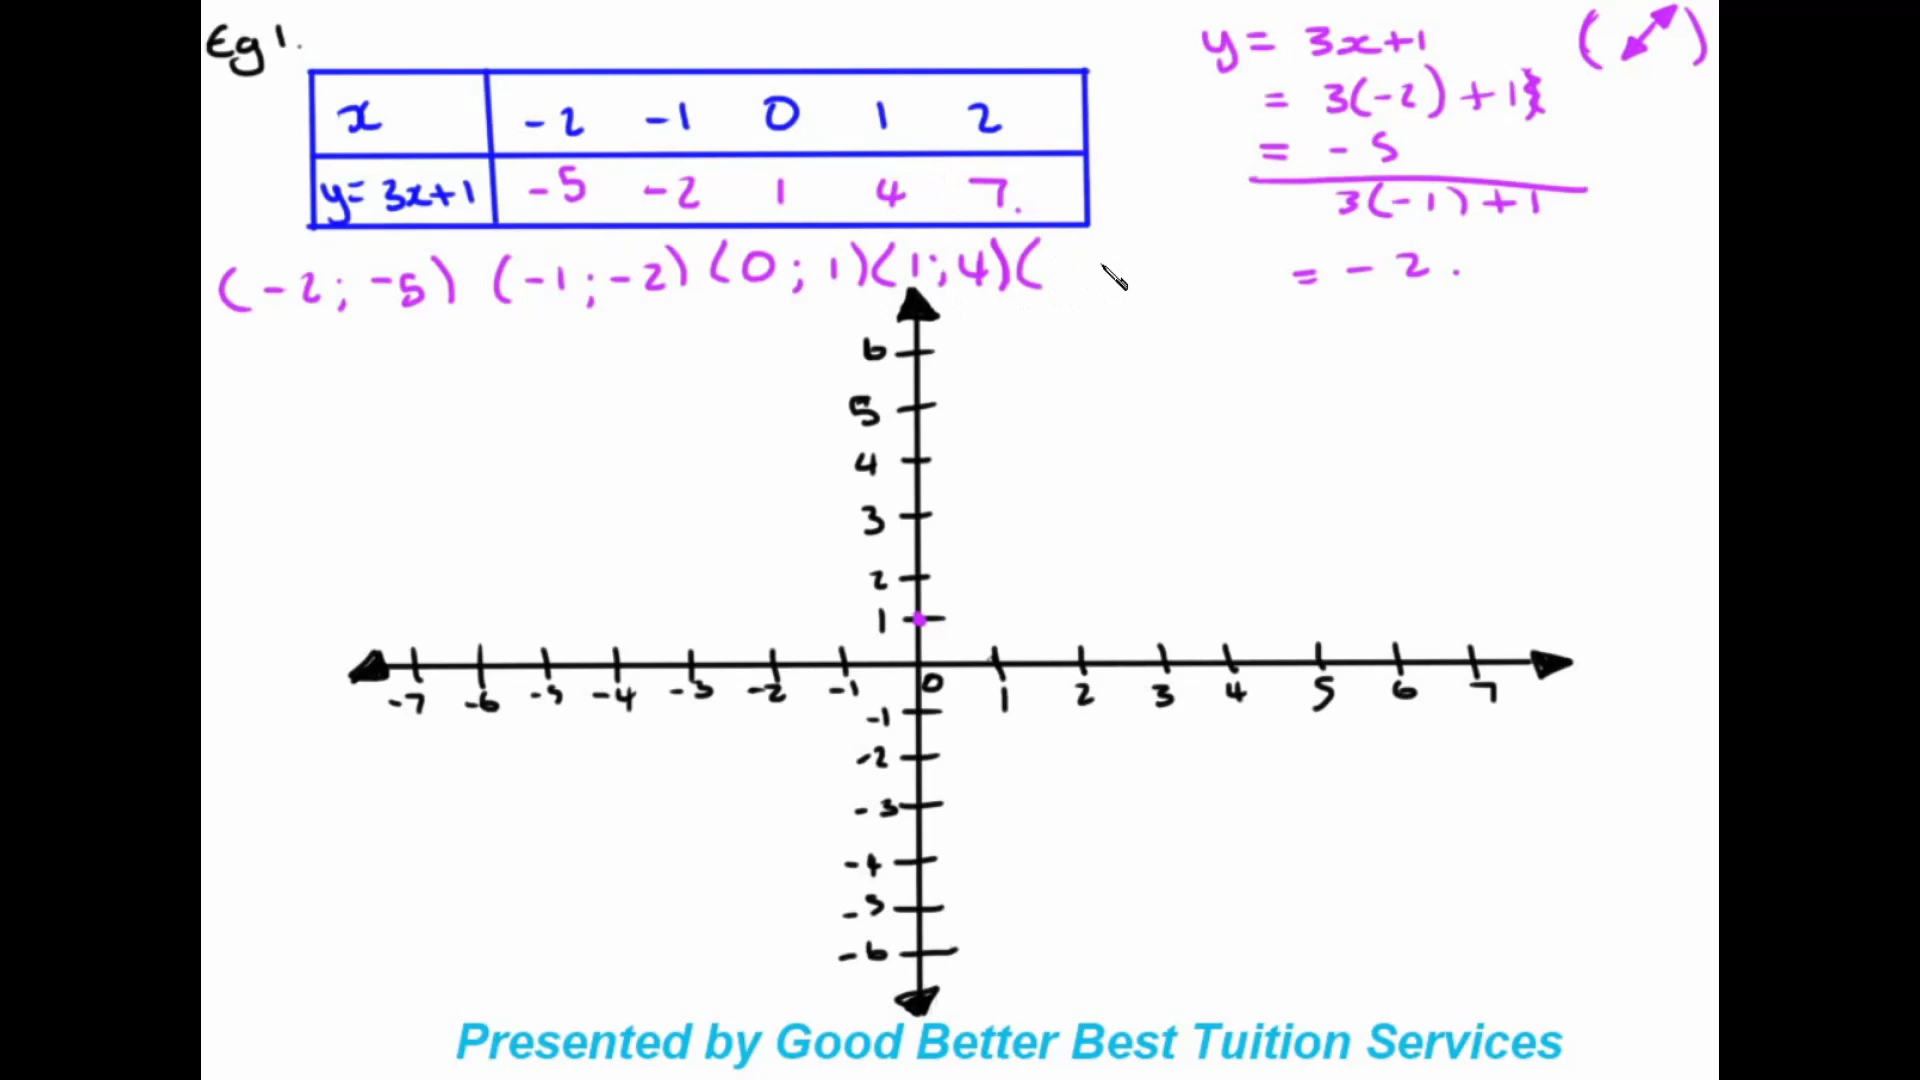 Eg 1.
x -2 -1 0 1 2
y = 3x+1 -5 -2 1 4 7.
(-2; -5) (-1; -2) (0; 1) (1; 4) (
y = 3x+1
= 3(-2) + 1
= -5
3(-1) + 1
= -2.
6
5
4
3
2
1
-7 -6 -5 -4 -3 -2 -1 0 1 2 3 4 5 6 7
-1
-2
-3
-4
-5
-6
Presented by Good Better Best Tuition Services